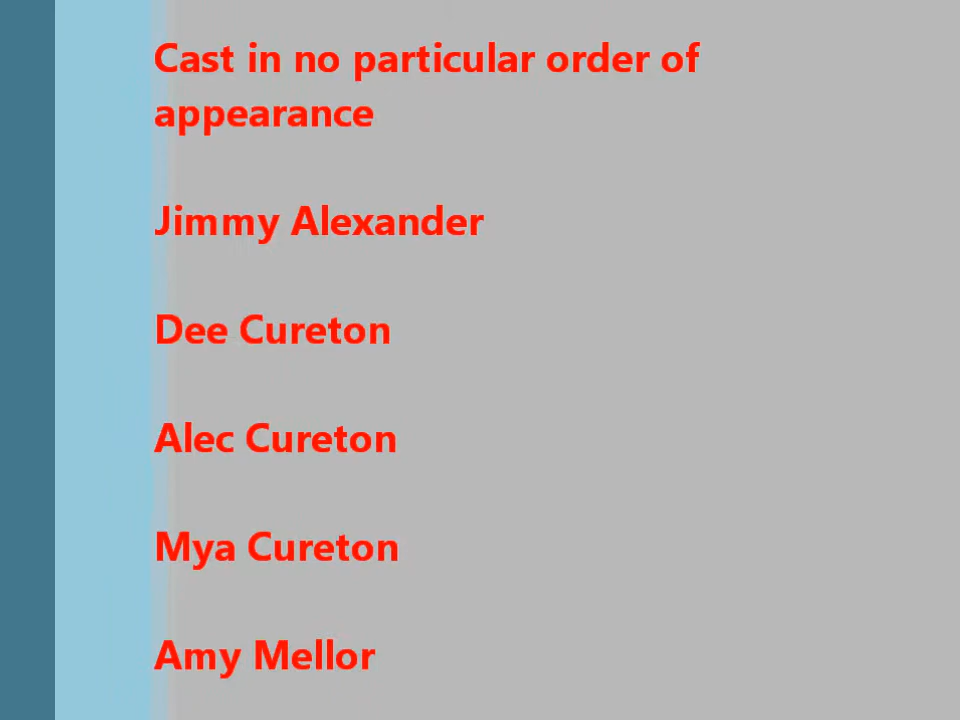 Cast in no particular order of
appearance
Jimmy Alexander
Dee Cureton
Alec Cureton
Mya Cureton
Amy Mellor